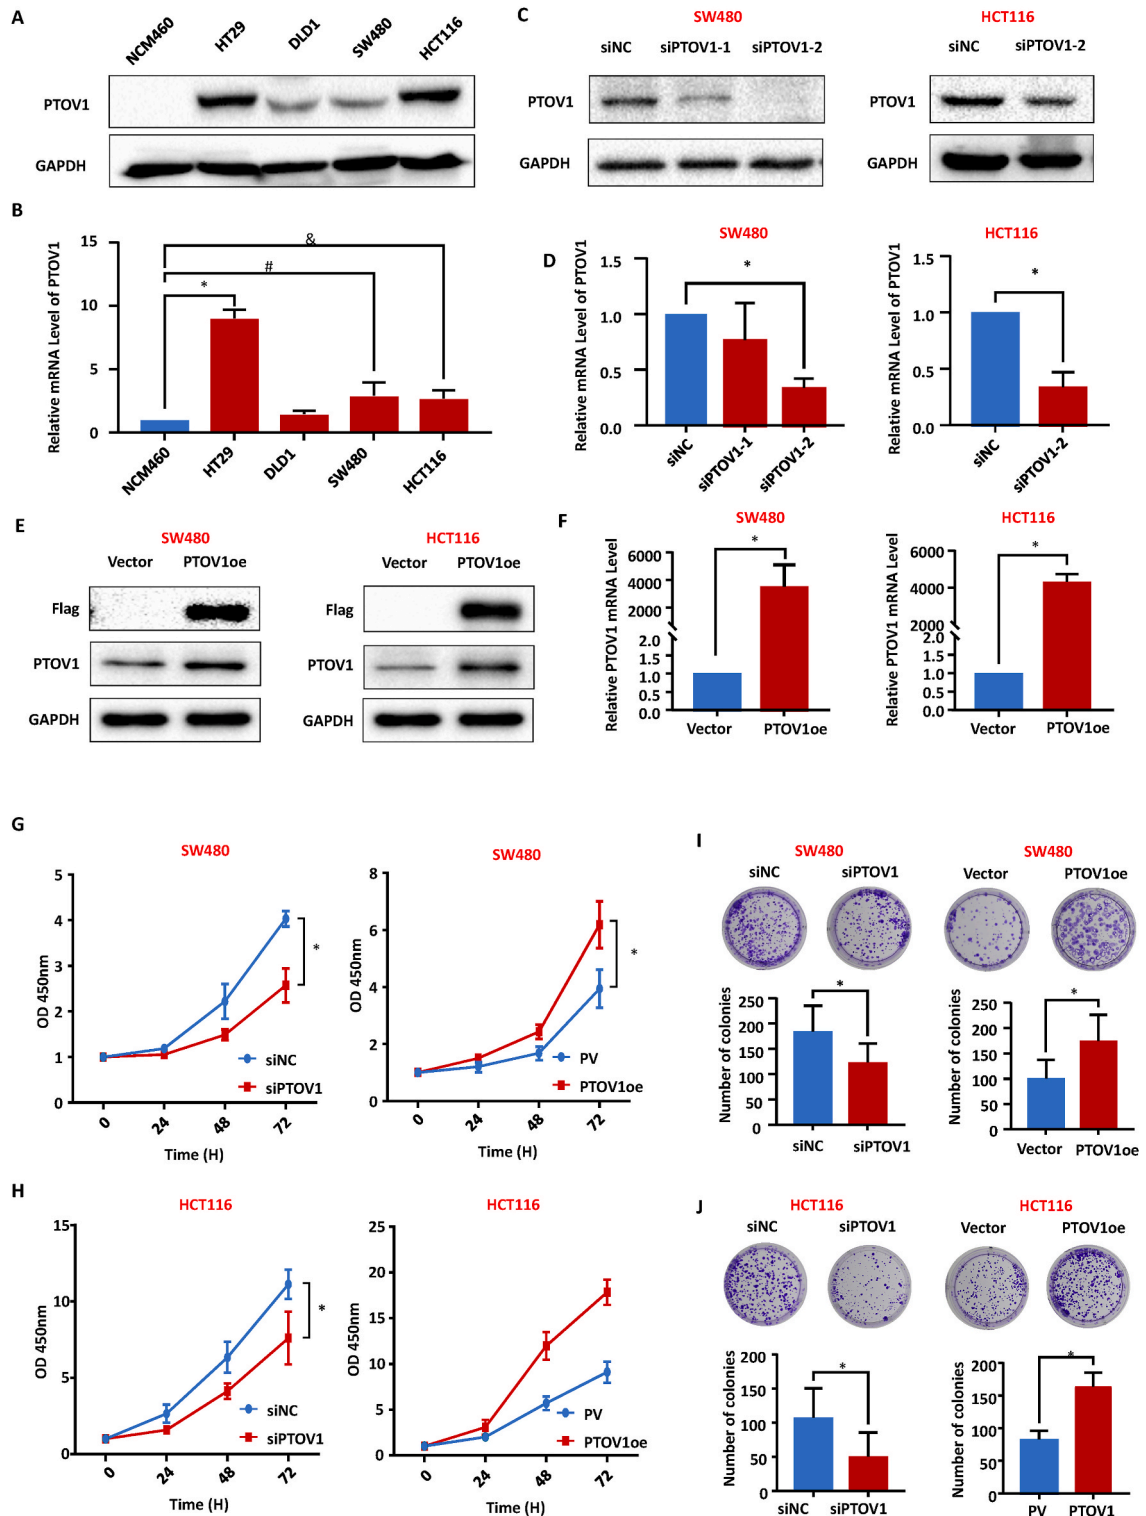 A
NCM460 HT29 DLD1 SW480 HCT116
PTOV1
GAPDH
B
Relative mRNA Level of PTOV1
15
10
5
0
* # &
NCM460 HT29 DLD1 SW480 HCT116
C
SW480
siNC siPTOV1-1 siPTOV1-2
PTOV1
GAPDH
HCT116
siNC siPTOV1-2
PTOV1
GAPDH
D
SW480
Relative mRNA Level of PTOV1
1.5
1.0
0.5
0.0
*
siNC siPTOV1-1 siPTOV1-2
HCT116
Relative mRNA Level of PTOV1
1.5
1.0
0.5
0.0
*
siNC siPTOV1-2
E
SW480
Vector PTOV1oe
Flag
PTOV1
GAPDH
HCT116
Vector PTOV1oe
Flag
PTOV1
GAPDH
F
SW480
Relative PTOV1 mRNA Level
6000
4000
2000
2.0
1.5
1.0
0.5
0.0
*
Vector PTOV1oe
HCT116
Relative PTOV1 mRNA Level
6000
4000
2000
2.0
1.5
1.0
0.5
0.0
*
Vector PTOV1oe
G
SW480
OD 450nm
5
4
3
2
1
0
*
siNC
siPTOV1
0 24 48 72
Time (H)
SW480
OD 450nm
8
6
4
2
0
*
PV
PTOV1oe
0 24 48 72
Time (H)
H
HCT116
OD 450nm
15
10
5
0
*
siNC
siPTOV1
0 24 48 72
Time (H)
HCT116
OD 450nm
25
20
15
10
5
0
PV
PTOV1oe
0 24 48 72
Time (H)
I
SW480
siNC siPTOV1
Number of colonies
250
200
150
100
50
0
*
siNC siPTOV1
SW480
Vector PTOV1oe
Number of colonies
250
200
150
100
50
0
*
Vector PTOV1oe
J
HCT116
siNC siPTOV1
Number of colonies
200
150
100
50
0
*
siNC siPTOV1
HCT116
Vector PTOV1oe
Number of colonies
200
150
100
50
0
*
PV PTOV1